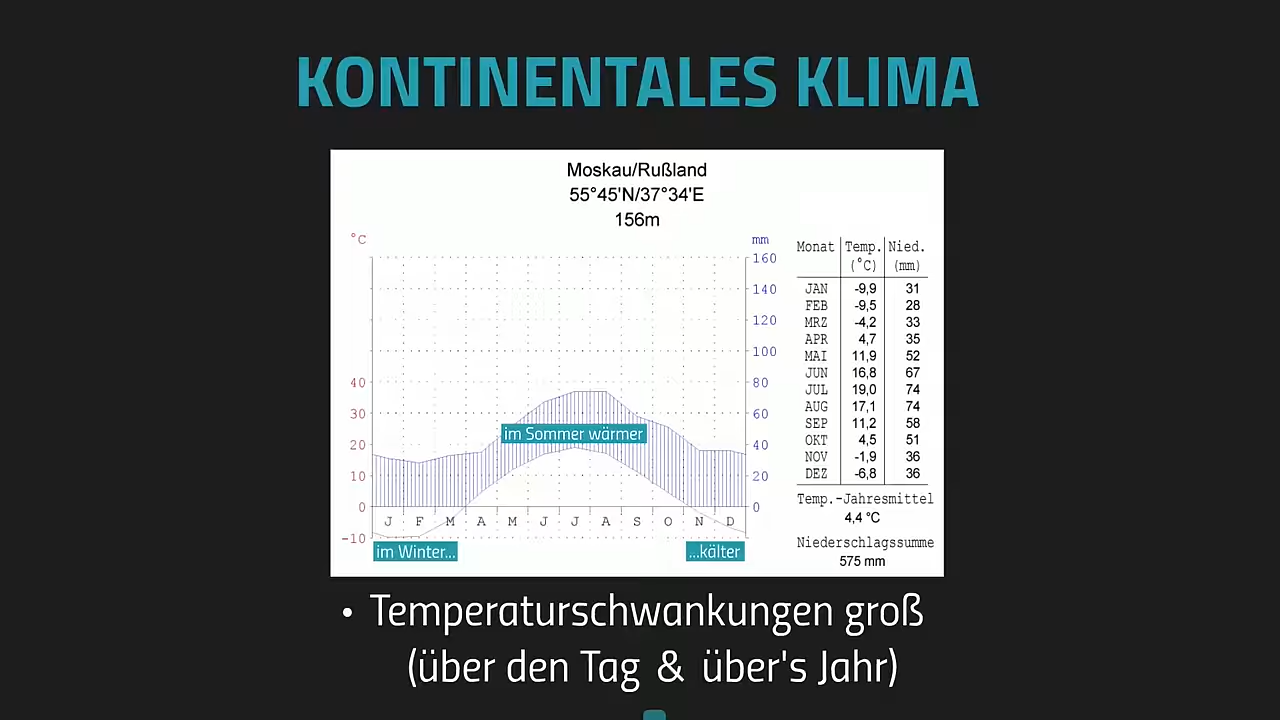 KONTINENTALES KLIMA
Moskau/Rußland
55°45'N/37°34'E
156m
°C
mm
160
140
120
100
40 80
30 60
20 40
10 20
0 0
-10
im Sommer wärmer
J F M A M J J A S O N D
im Winter...
...kälter
Monat Temp. Nied.
(°C) (mm)
JAN -9,9 31
FEB -9,5 28
MRZ -4,2 33
APR 4,7 35
MAI 11,9 52
JUN 16,8 67
JUL 19,0 74
AUG 17,1 74
SEP 11,2 58
OKT 4,5 51
NOV -1,9 36
DEZ -6,8 36
Temp.-Jahresmittel
4,4 °C
Niederschlagssumme
575 mm
• Temperaturschwankungen groß
(über den Tag & über's Jahr)